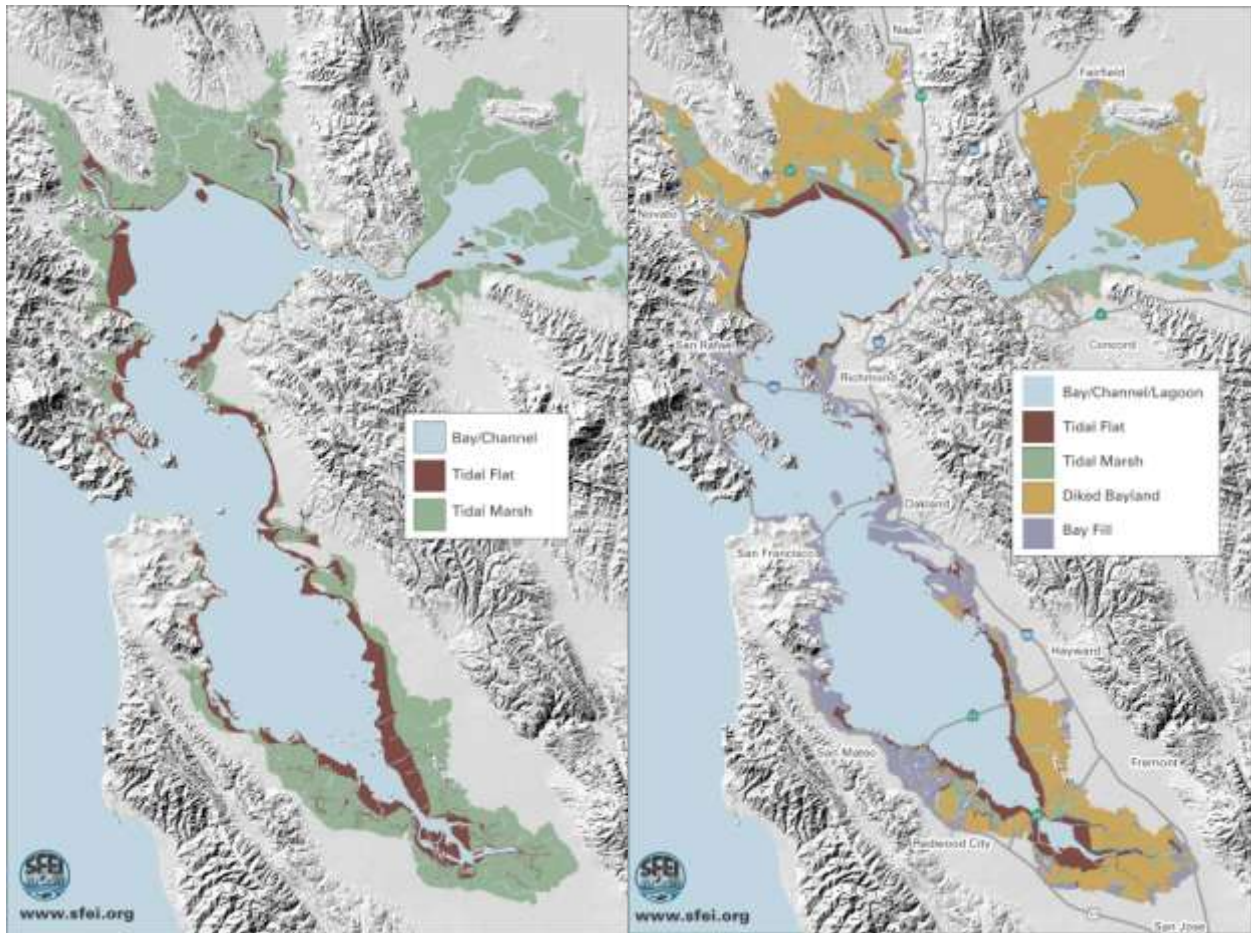 Bay/Channel
Tidal Flat
Tidal Marsh
SFEI
www.sfei.org
Napa
Fairfield
Novato
San Rafael
Concord
Richmond
Bay/Channel/Lagoon
Tidal Flat
Tidal Marsh
Diked Bayland
Bay Fill
Oakland
San Francisco
Hayward
San Mateo
Fremont
Redwood City
San Jose
SFEI
www.sfei.org